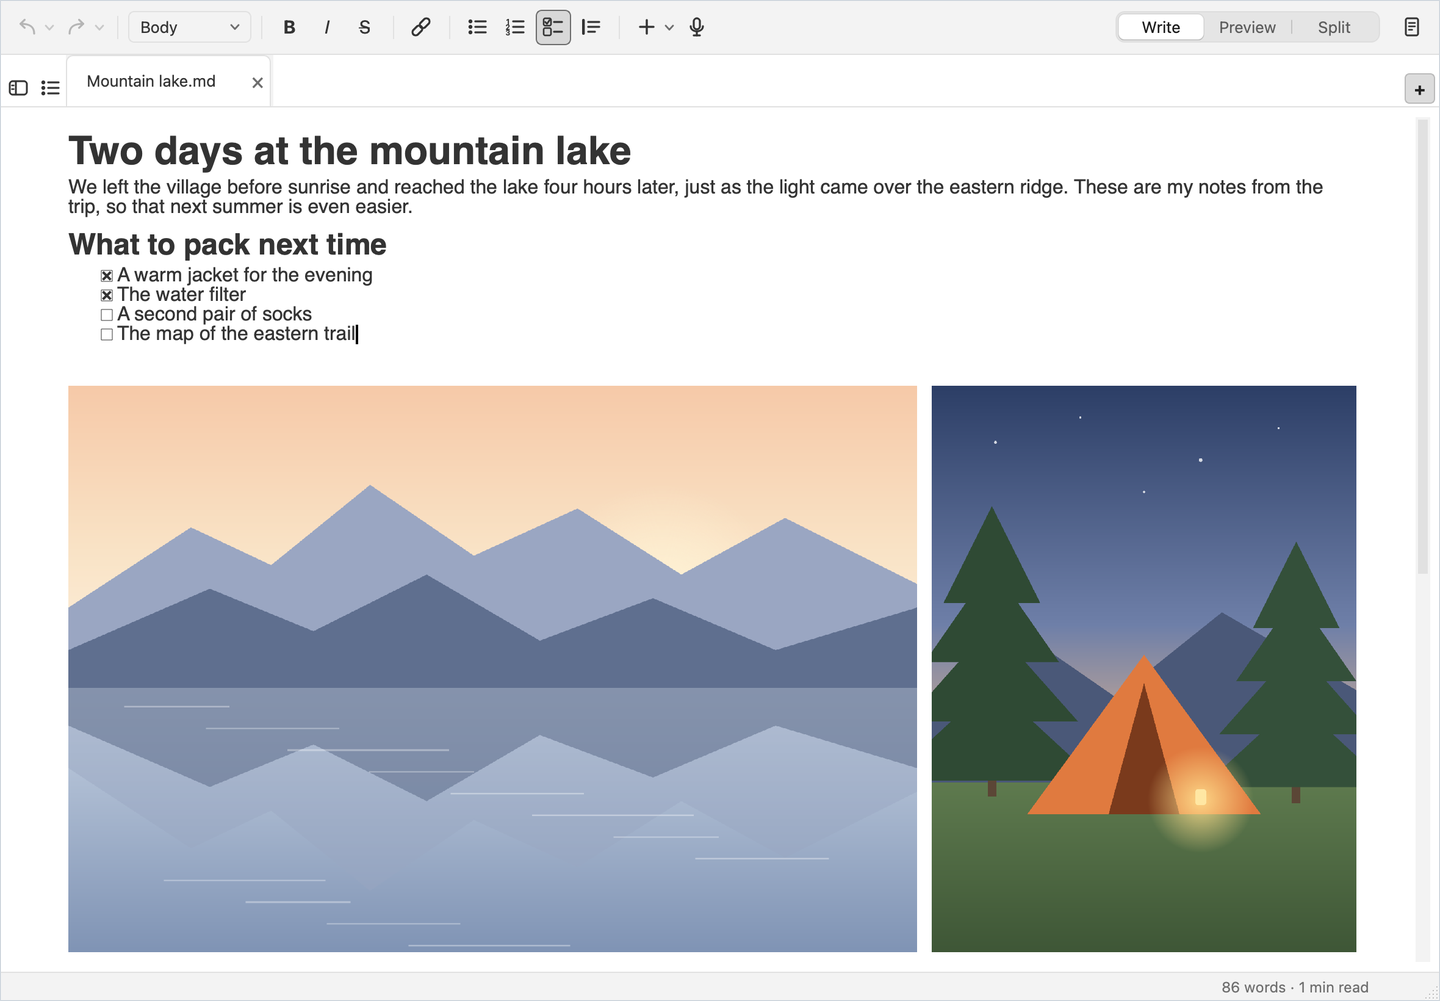 Body
B
I
S
Write
Preview
Split
Mountain lake.md
Two days at the mountain lake
We left the village before sunrise and reached the lake four hours later, just as the light came over the eastern ridge. These are my notes from the
trip, so that next summer is even easier.
What to pack next time
A warm jacket for the evening
The water filter
A second pair of socks
The map of the eastern trail
86 words · 1 min read